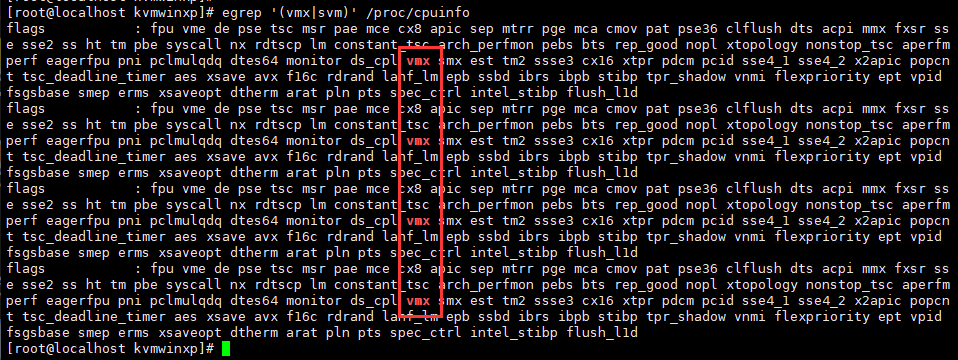 [root@localhost kvmwinxp]# egrep '(vmx|svm)' /proc/cpuinfo
flags : fpu vme de pse tsc msr pae mce cx8 apic sep mtrr pge mca cmov pat pse36 clflush dts acpi mmx fxsr ss
e sse2 ss ht tm pbe syscall nx rdtscp lm constant_tsc arch_perfmon pebs bts rep_good nopl xtopology nonstop_tsc aperfm
perf eagerfpu pni pclmulqdq dtes64 monitor ds_cpl vmx smx est tm2 ssse3 cx16 xtpr pdcm pcid sse4_1 sse4_2 x2apic popcn
t tsc_deadline_timer aes xsave avx f16c rdrand lahf_lm epb ssbd ibrs ibpb stibp tpr_shadow vnmi flexpriority ept vpid
fsgsbase smep erms xsaveopt dtherm arat pln pts spec_ctrl intel_stibp flush_l1d
flags : fpu vme de pse tsc msr pae mce cx8 apic sep mtrr pge mca cmov pat pse36 clflush dts acpi mmx fxsr ss
e sse2 ss ht tm pbe syscall nx rdtscp lm constant_tsc arch_perfmon pebs bts rep_good nopl xtopology nonstop_tsc aperfm
perf eagerfpu pni pclmulqdq dtes64 monitor ds_cpl vmx smx est tm2 ssse3 cx16 xtpr pdcm pcid sse4_1 sse4_2 x2apic popcn
t tsc_deadline_timer aes xsave avx f16c rdrand lahf_lm epb ssbd ibrs ibpb stibp tpr_shadow vnmi flexpriority ept vpid
fsgsbase smep erms xsaveopt dtherm arat pln pts spec_ctrl intel_stibp flush_l1d
flags : fpu vme de pse tsc msr pae mce cx8 apic sep mtrr pge mca cmov pat pse36 clflush dts acpi mmx fxsr ss
e sse2 ss ht tm pbe syscall nx rdtscp lm constant_tsc arch_perfmon pebs bts rep_good nopl xtopology nonstop_tsc aperfm
perf eagerfpu pni pclmulqdq dtes64 monitor ds_cpl vmx smx est tm2 ssse3 cx16 xtpr pdcm pcid sse4_1 sse4_2 x2apic popcn
t tsc_deadline_timer aes xsave avx f16c rdrand lahf_lm epb ssbd ibrs ibpb stibp tpr_shadow vnmi flexpriority ept vpid
fsgsbase smep erms xsaveopt dtherm arat pln pts spec_ctrl intel_stibp flush_l1d
flags : fpu vme de pse tsc msr pae mce cx8 apic sep mtrr pge mca cmov pat pse36 clflush dts acpi mmx fxsr ss
e sse2 ss ht tm pbe syscall nx rdtscp lm constant_tsc arch_perfmon pebs bts rep_good nopl xtopology nonstop_tsc aperfm
perf eagerfpu pni pclmulqdq dtes64 monitor ds_cpl vmx smx est tm2 ssse3 cx16 xtpr pdcm pcid sse4_1 sse4_2 x2apic popcn
t tsc_deadline_timer aes xsave avx f16c rdrand lahf_lm epb ssbd ibrs ibpb stibp tpr_shadow vnmi flexpriority ept vpid
fsgsbase smep erms xsaveopt dtherm arat pln pts spec_ctrl intel_stibp flush_l1d
[root@localhost kvmwinxp]#